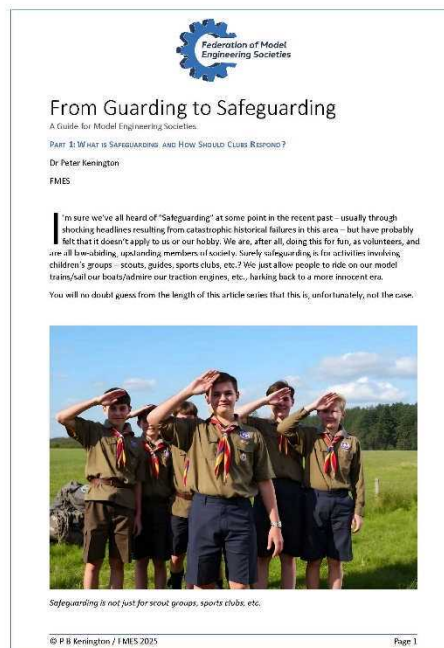 Federation of Model
Engineering Societies
From Guarding to Safeguarding
A Guide for Model Engineering Societies.
PART 1: WHAT IS SAFEGUARDING AND HOW SHOULD CLUBS RESPOND?
Dr Peter Kenington
FMES
I'm sure we've all heard of "Safeguarding" at some point in the recent past – usually through
shocking headlines resulting from catastrophic historical failures in this area – but have probably
felt that it doesn't apply to us or our hobby. We are, after all, doing this for fun, as volunteers, and
are all law-abiding, upstanding members of society. Surely safeguarding is for activities involving
children's groups – scouts, guides, sports clubs, etc.? We just allow people to ride on our model
trains/sail our boats/admire our traction engines, etc., harking back to a more innocent era.
You will no doubt guess from the length of this article series that this is, unfortunately, not the case.
Safeguarding is not just for scout groups, sports clubs, etc.
© P B Kenington / FMES 2025 Page 1